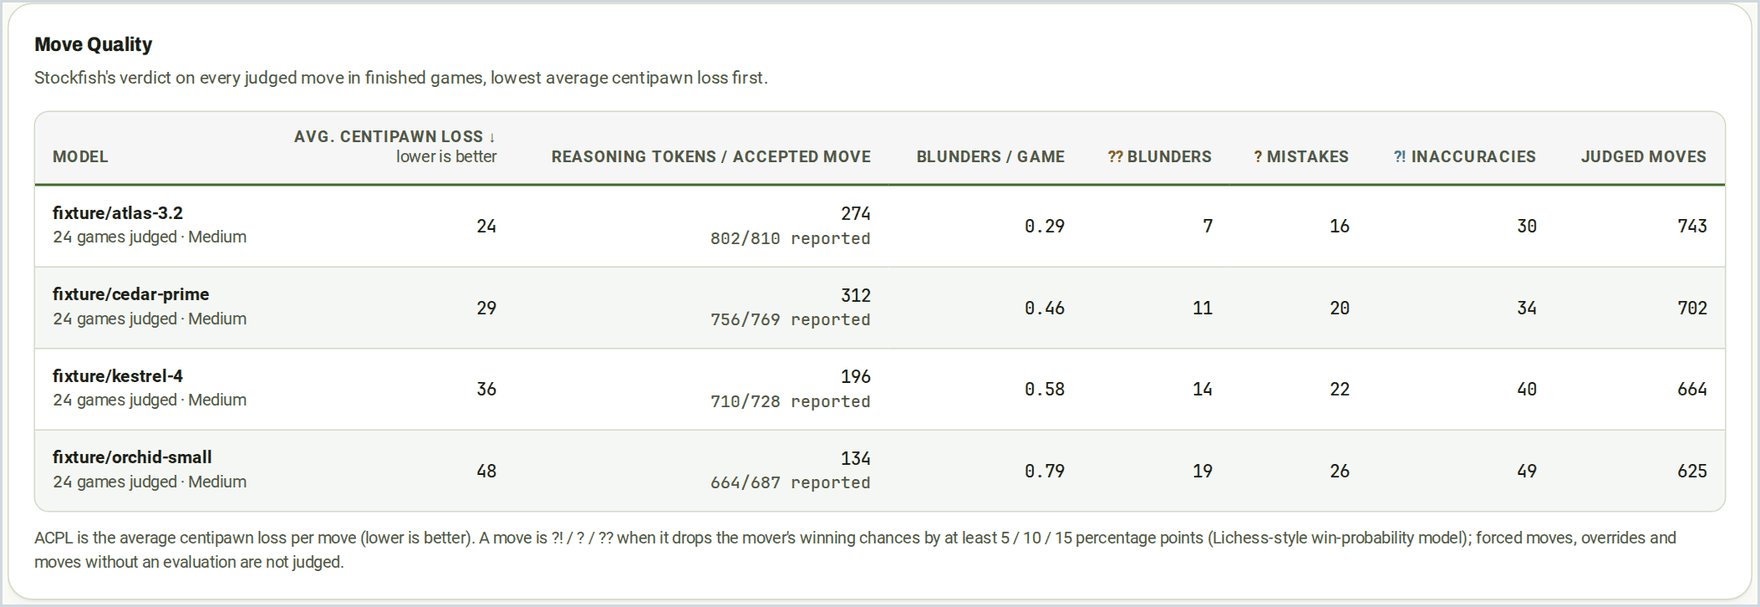 Move Quality
Stockfish's verdict on every judged move in finished games, lowest average centipawn loss first.
MODEL AVG. CENTIPAWN LOSS ↓ lower is better REASONING TOKENS / ACCEPTED MOVE BLUNDERS / GAME ?? BLUNDERS ? MISTAKES ?! INACCURACIES JUDGED MOVES
fixture/atlas-3.2
24 games judged · Medium
24
274
802/810 reported
0.29
7
16
30
743
fixture/cedar-prime
24 games judged · Medium
29
312
756/769 reported
0.46
11
20
34
702
fixture/kestrel-4
24 games judged · Medium
36
196
710/728 reported
0.58
14
22
40
664
fixture/orchid-small
24 games judged · Medium
48
134
664/687 reported
0.79
19
26
49
625
ACPL is the average centipawn loss per move (lower is better). A move is ?! / ? / ?? when it drops the mover's winning chances by at least 5 / 10 / 15 percentage points (Lichess-style win-probability model); forced moves, overrides and
moves without an evaluation are not judged.